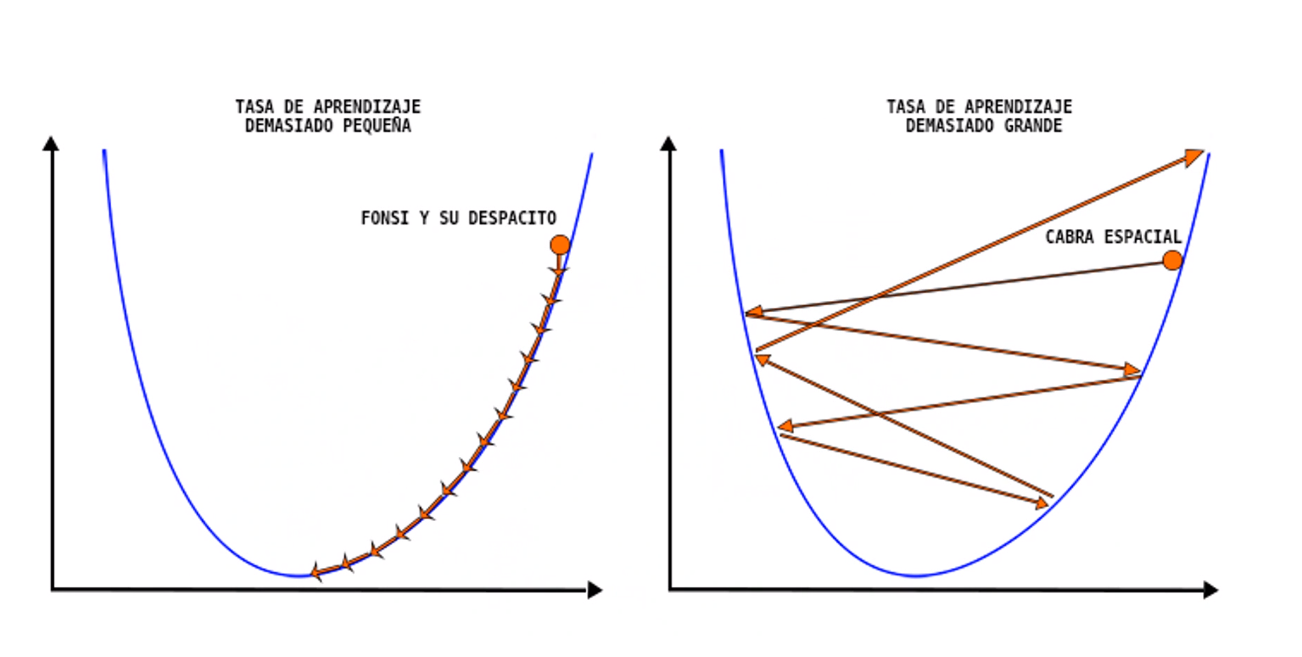 TASA DE APRENDIZAJE
DEMASIADO PEQUEÑA
FONSI Y SU DESPACITO
TASA DE APRENDIZAJE
DEMASIADO GRANDE
CABRA ESPACIAL